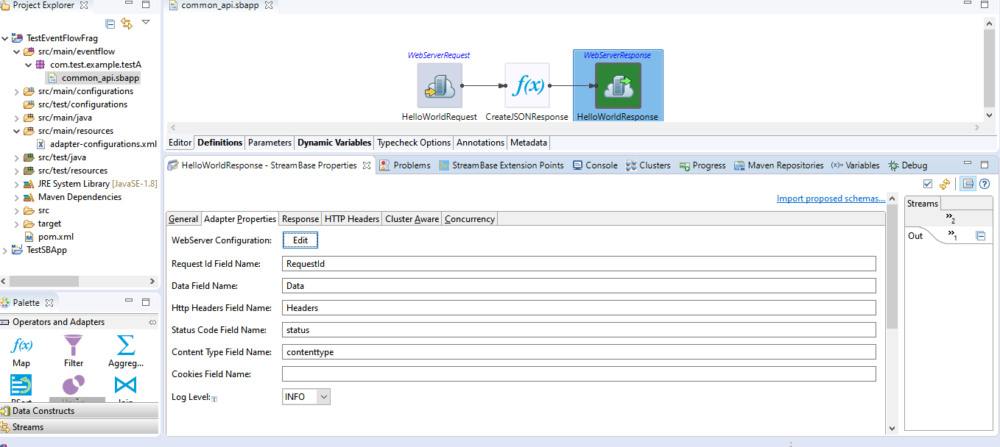 Project Explorer
TestEventFlowFrag
src/main/eventflow
com.test.example.testA
common_api.sbapp
src/main/configurations
src/test/configurations
src/main/java
src/main/resources
adapter-configurations.xml
src/test/java
src/test/resources
JRE System Library [JavaSE-1.8]
Maven Dependencies
src
target
pom.xml
TestSBApp
Palette
Operators and Adapters
Map Filter Aggreg...
Data Constructs
Streams
common_api.sbapp
WebServerRequest WebServerResponse
f(x)
HelloWorldRequest CreateJSONResponse HelloWorldResponse
Editor Definitions Parameters Dynamic Variables Typecheck Options Annotations Metadata
HelloWorldResponse - StreamBase Properties Problems StreamBase Extension Points Console Clusters Progress Maven Repositories (x)= Variables Debug
Import proposed schemas...
General Adapter Properties Response HTTP Headers Cluster Aware Concurrency
WebServer Configuration: Edit
Request Id Field Name: RequestId
Data Field Name: Data
Http Headers Field Name: Headers
Status Code Field Name: status
Content Type Field Name: contenttype
Cookies Field Name:
Log Level: INFO
Streams
»2
Out »1